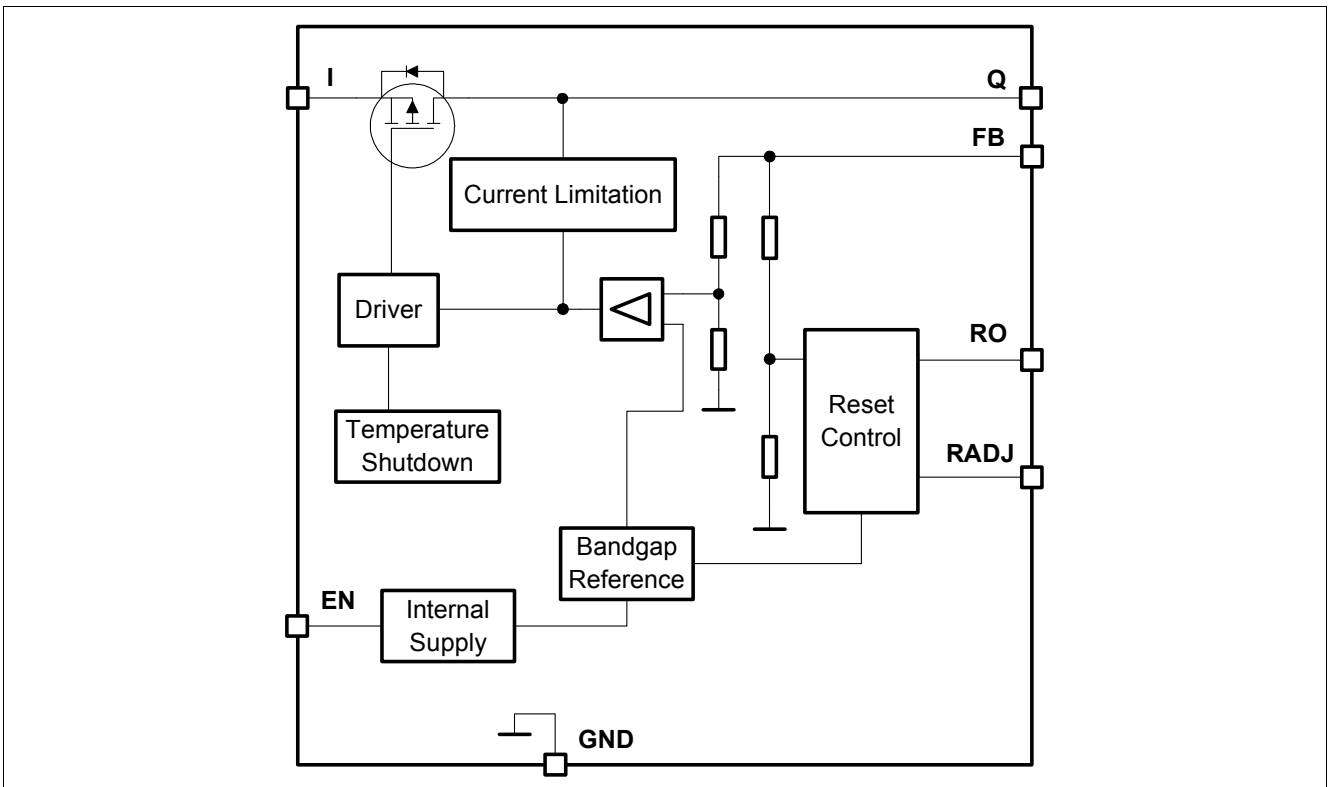 I
Q
FB
Current Limitation
Driver
RO
Reset
Control
Temperature
Shutdown
RADJ
Bandgap
Reference
EN
Internal
Supply
GND